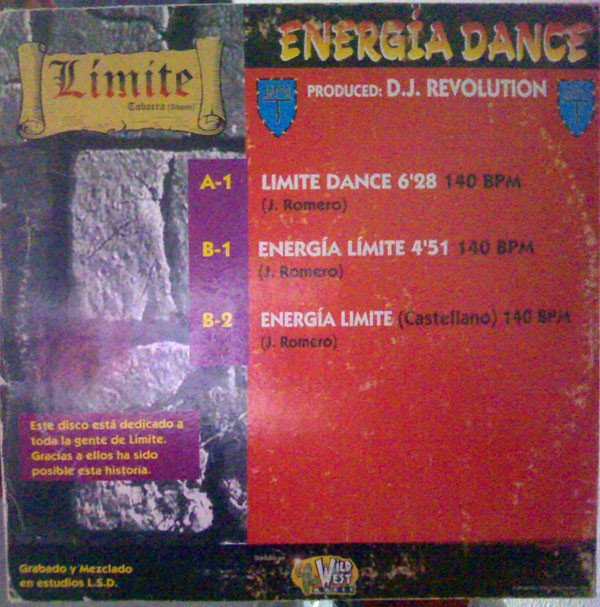 Límite
Tobarra (Albacete)
ENERGÍA DANCE
PRODUCED: D.J. REVOLUTION
A-1 LIMITE DANCE 6'28 140 BPM
(J. Romero)
B-1 ENERGÍA LÍMITE 4'51 140 BPM
(J. Romero)
B-2 ENERGÍA LIMITE (Castellano) 140 BPM
(J. Romero)
Este disco está dedicado a
toda la gente de Límite.
Gracias a ellos ha sido
posible esta historia.
Grabado y Mezclado
en estudios L.S.D.
WILD
WEST
MUSIC